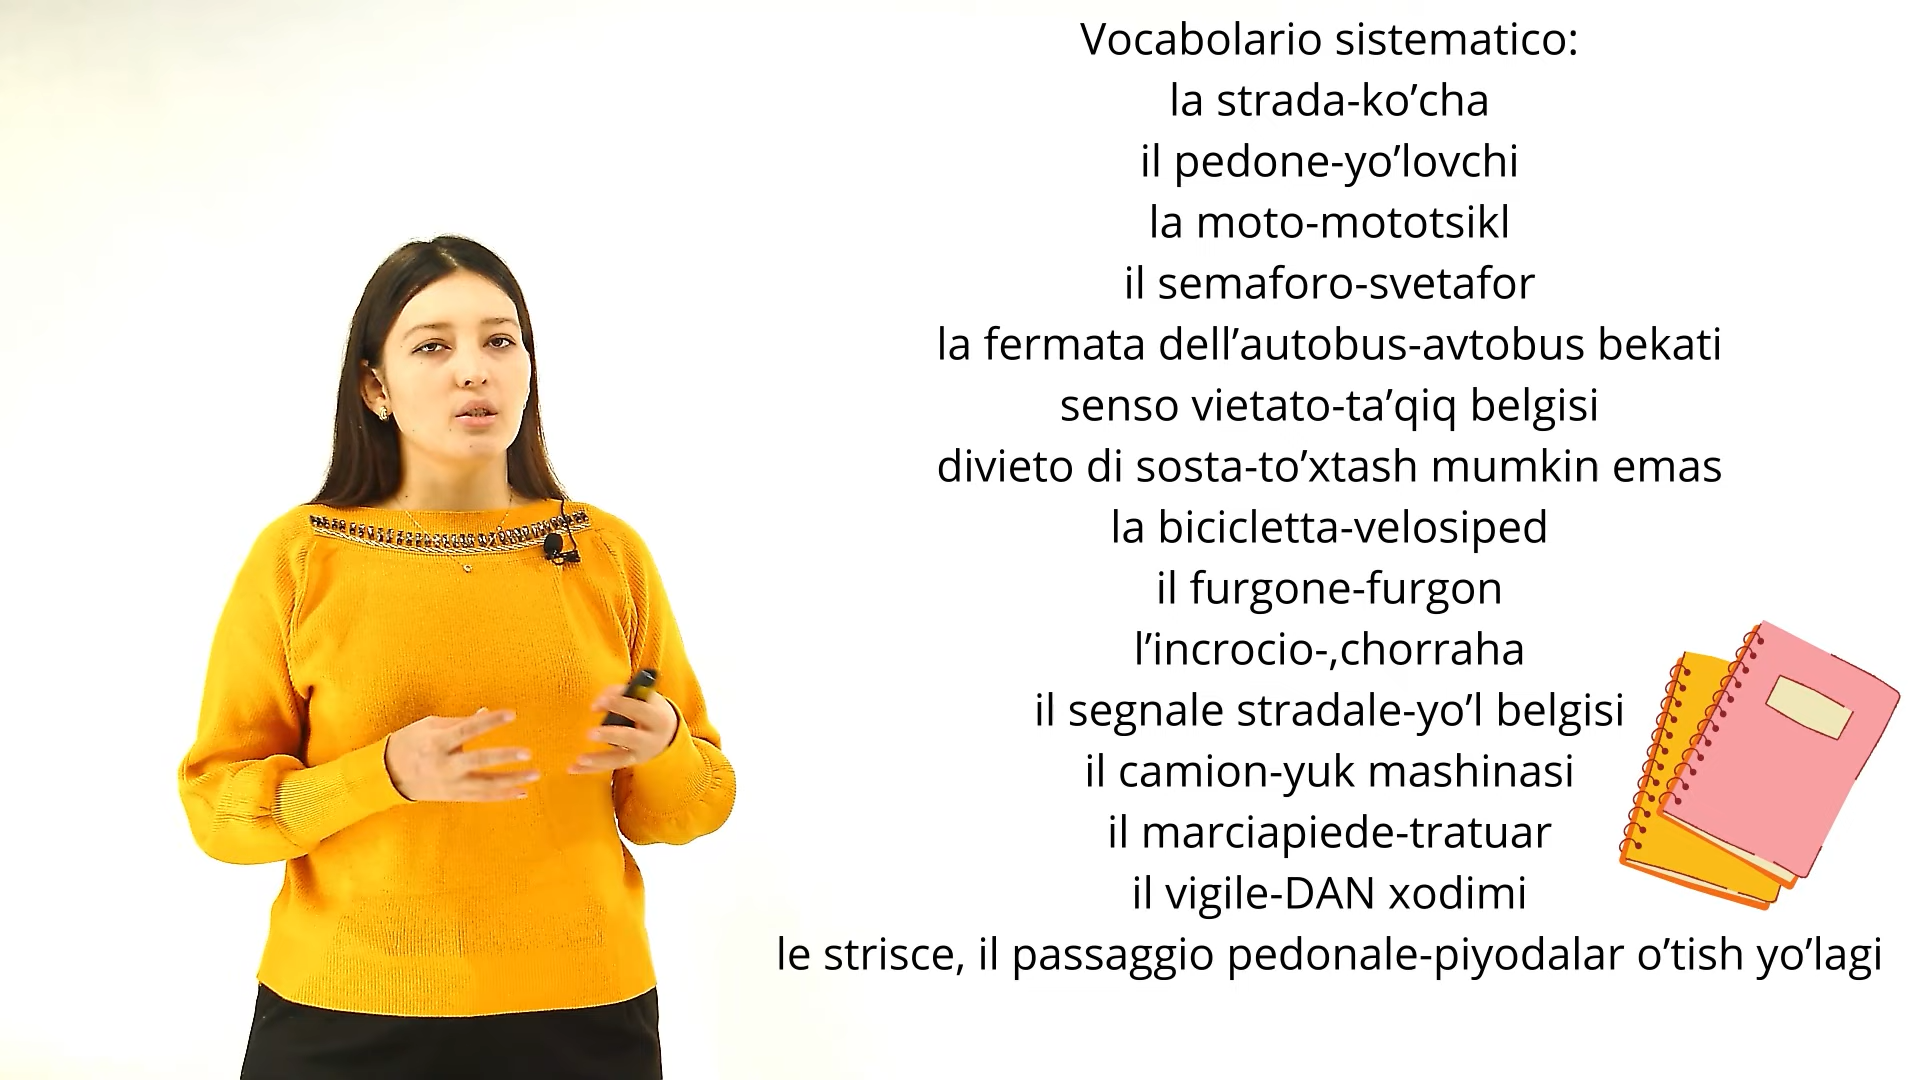 Vocabolario sistematico:
la strada-ko’cha
il pedone-yo’lovchi
la moto-mototsikl
il semaforo-svetafor
la fermata dell’autobus-avtobus bekati
senso vietato-ta’qiq belgisi
divieto di sosta-to’xtash mumkin emas
la bicicletta-velosiped
il furgone-furgon
l’incrocio-,chorraha
il segnale stradale-yo’l belgisi
il camion-yuk mashinasi
il marciapiede-tratuar
il vigile-DAN xodimi
le strisce, il passaggio pedonale-piyodalar o’tish yo’lagi